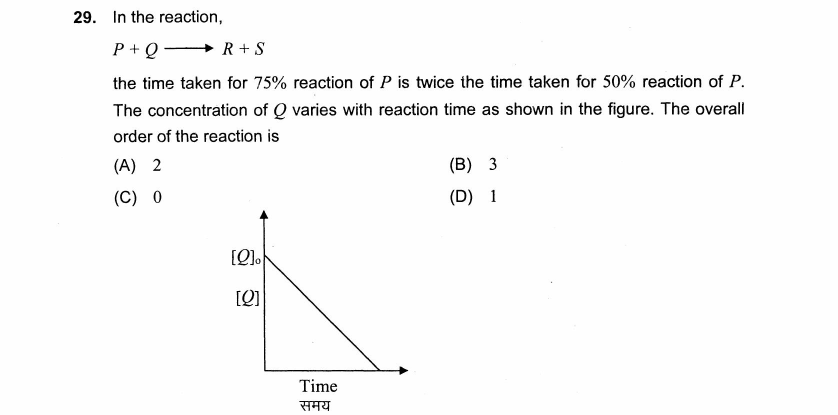 29. In the reaction,
P + Q ⟶ R + S
the time taken for 75% reaction of P is twice the time taken for 50% reaction of P.
The concentration of Q varies with reaction time as shown in the figure. The overall
order of the reaction is
(A) 2 (B) 3
(C) 0 (D) 1
[Q]₀
[Q]
Time
समय